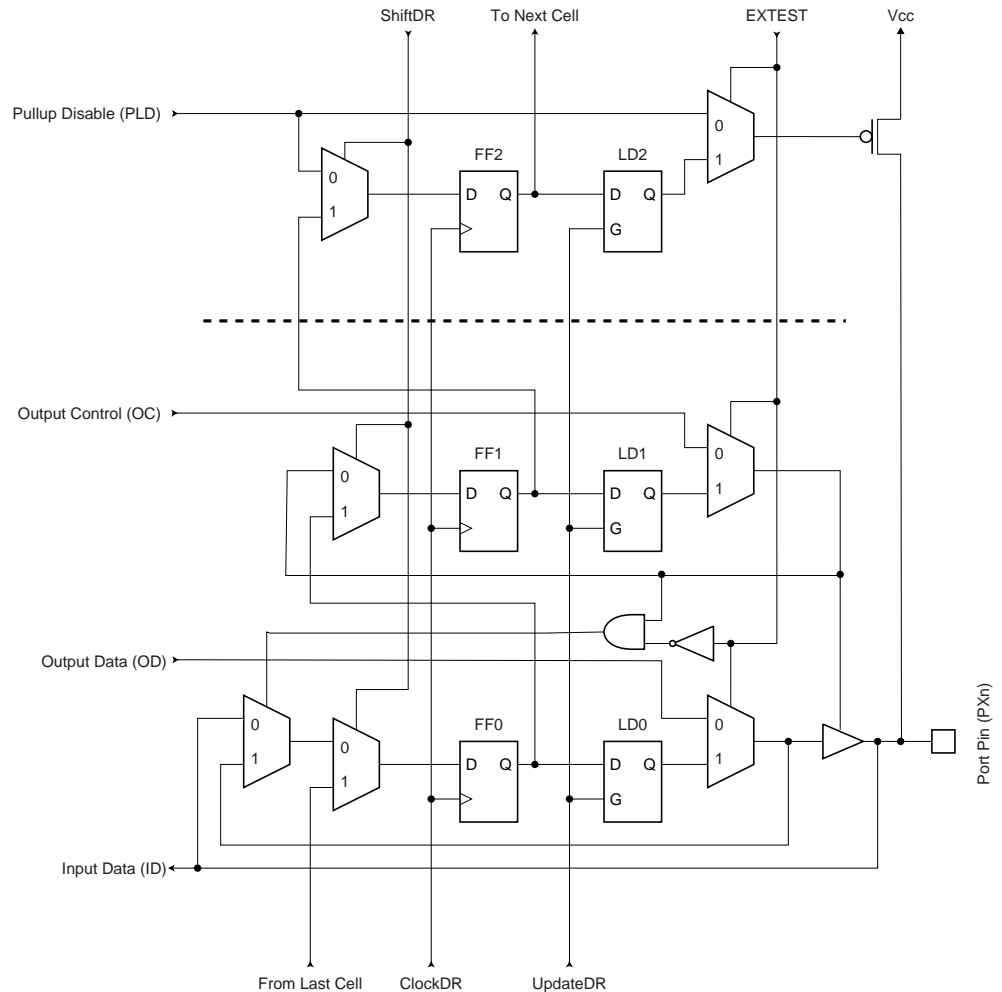 ShiftDR To Next Cell EXTEST Vcc
Pullup Disable (PLD)
0
1
FF2 LD2
0
1
D Q D Q
G
Output Control (OC)
FF1 LD1
0
1
0
1
D Q D Q
G
Output Data (OD)
FF0 LD0
0
1
0
1
0
1
D Q D Q
G
Port Pin (PXn)
Input Data (ID)
From Last Cell ClockDR UpdateDR